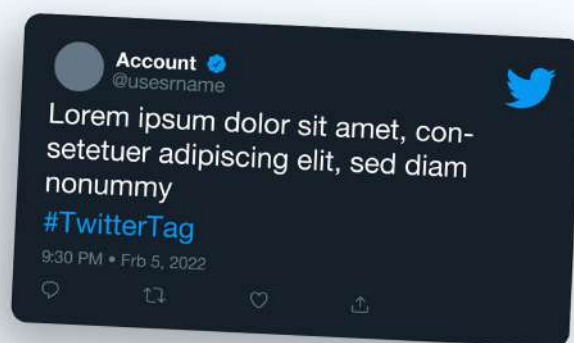 Account
@usesrname
Lorem ipsum dolor sit amet, con-
setetuer adipiscing elit, sed diam
nonummy
#TwitterTag
9:30 PM • Frb 5, 2022